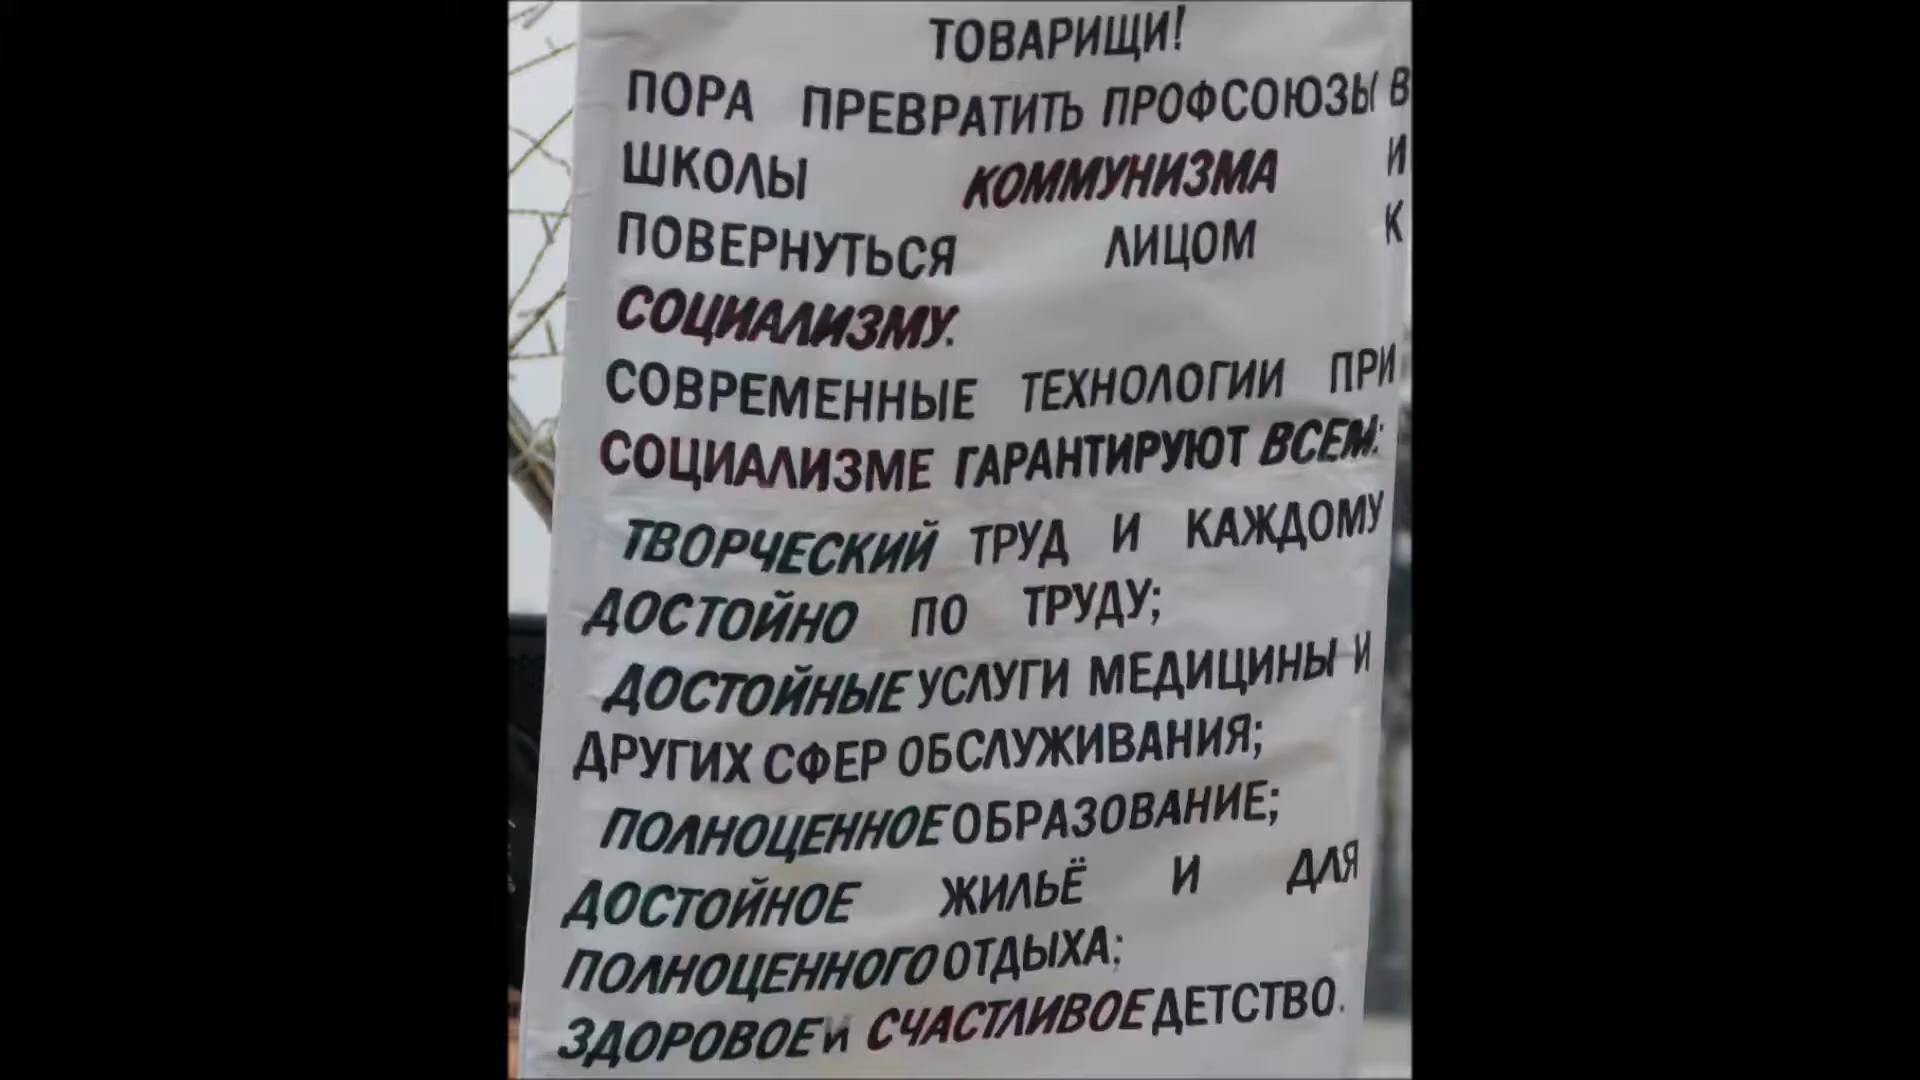 ТОВАРИЩИ!
ПОРА ПРЕВРАТИТЬ ПРОФСОЮЗЫ В
ШКОЛЫ КОММУНИЗМА И
ПОВЕРНУТЬСЯ ЛИЦОМ К
СОЦИАЛИЗМУ.
СОВРЕМЕННЫЕ ТЕХНОЛОГИИ ПРИ
СОЦИАЛИЗМЕ ГАРАНТИРУЮТ ВСЕМ:
ТВОРЧЕСКИЙ ТРУД И КАЖДОМУ
ДОСТОЙНО ПО ТРУДУ;
ДОСТОЙНЫЕ УСЛУГИ МЕДИЦИНЫ И
ДРУГИХ СФЕР ОБСЛУЖИВАНИЯ;
ПОЛНОЦЕННОЕ ОБРАЗОВАНИЕ;
ДОСТОЙНОЕ ЖИЛЬЁ И ДЛЯ
ПОЛНОЦЕННОГО ОТДЫХА;
ЗДОРОВОЕ И СЧАСТЛИВОЕ ДЕТСТВО.